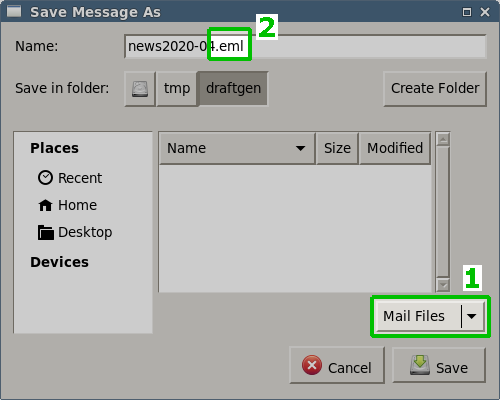 Save Message As
2
Name: news2020-04.eml
Save in folder: tmp draftgen Create Folder
Places Name Size Modified
Recent
Home
Desktop
Devices
1
Mail Files
Cancel Save